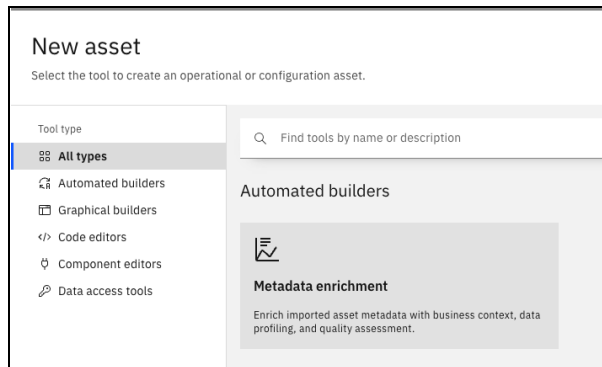 New asset
Select the tool to create an operational or configuration asset.
Tool type
All types
Automated builders
Graphical builders
Code editors
Component editors
Data access tools
Find tools by name or description
Automated builders
Metadata enrichment
Enrich imported asset metadata with business context, data
profiling, and quality assessment.